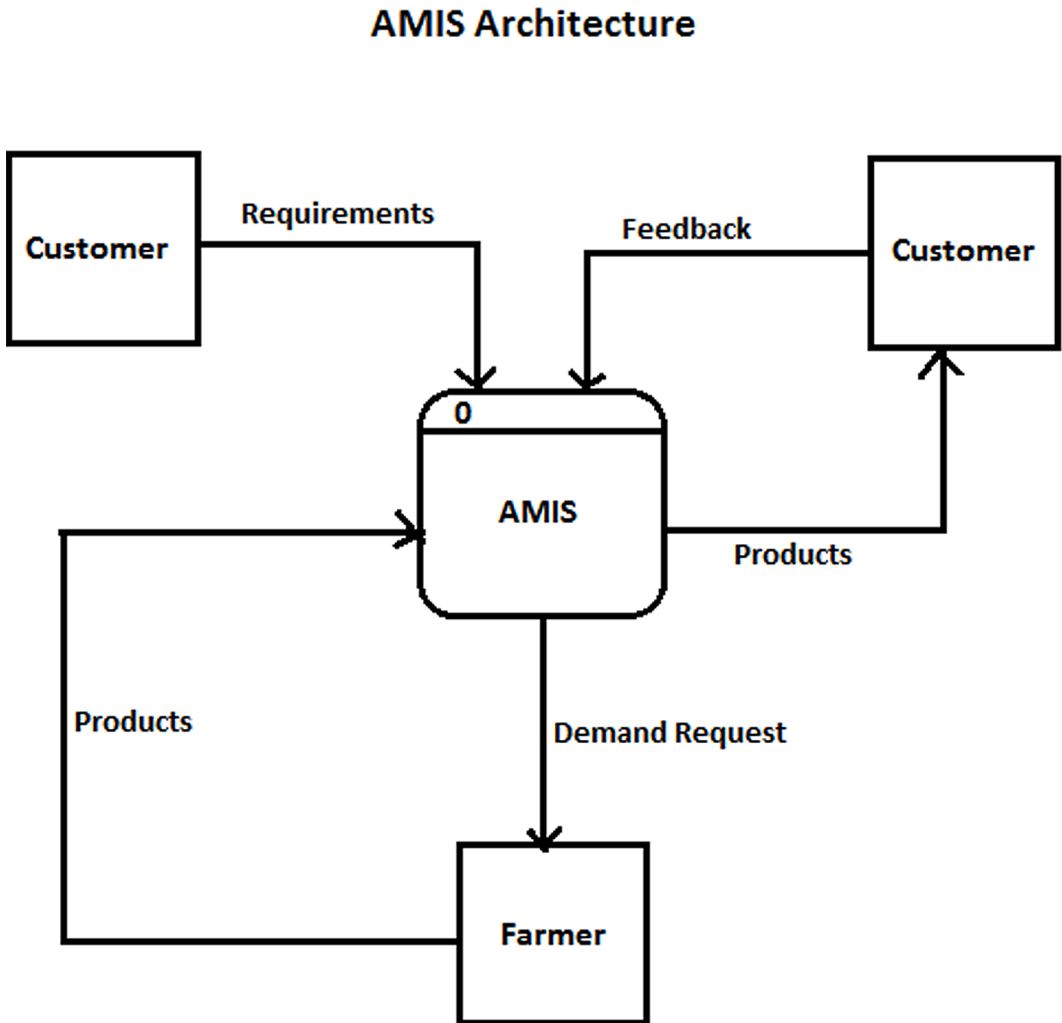 AMIS Architecture
Requirements
Feedback
Customer
Customer
0
AMIS
Products
Products
Demand Request
Farmer